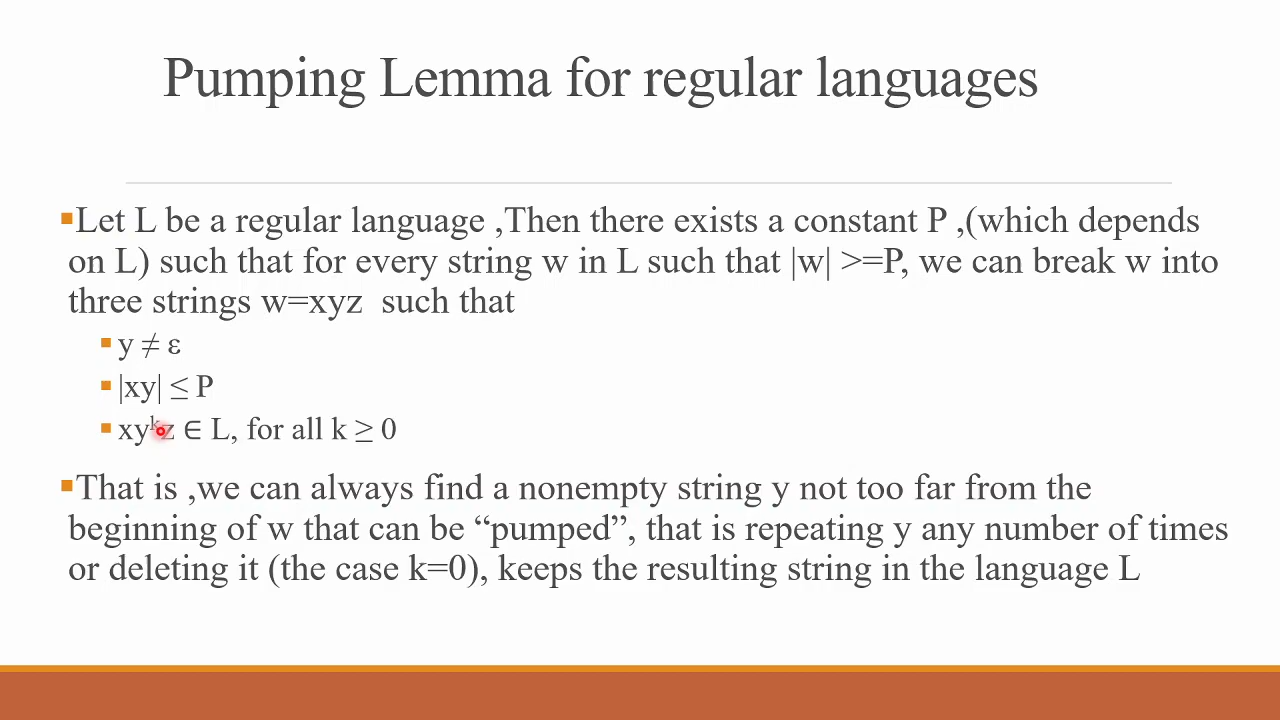 Pumping Lemma for regular languages
Let L be a regular language ,Then there exists a constant P ,(which depends
on L) such that for every string w in L such that |w| >=P, we can break w into
three strings w=xyz such that
y ≠ ε
|xy| ≤ P
xyᵏz ∈ L, for all k ≥ 0
That is ,we can always find a nonempty string y not too far from the
beginning of w that can be “pumped”, that is repeating y any number of times
or deleting it (the case k=0), keeps the resulting string in the language L